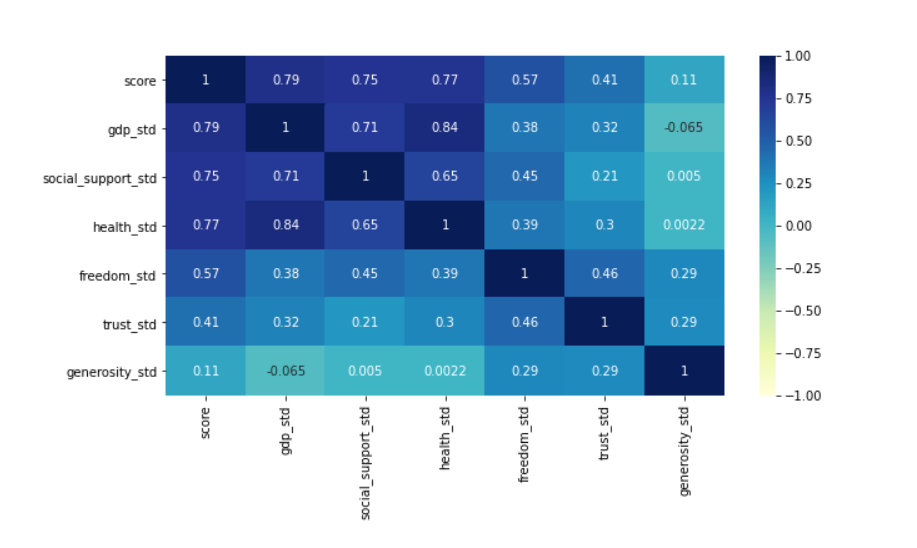 score 1 0.79 0.75 0.77 0.57 0.41 0.11
gdp_std 0.79 1 0.71 0.84 0.38 0.32 -0.065
social_support_std 0.75 0.71 1 0.65 0.45 0.21 0.005
health_std 0.77 0.84 0.65 1 0.39 0.3 0.0022
freedom_std 0.57 0.38 0.45 0.39 1 0.46 0.29
trust_std 0.41 0.32 0.21 0.3 0.46 1 0.29
generosity_std 0.11 -0.065 0.005 0.0022 0.29 0.29 1
score
gdp_std
social_support_std
health_std
freedom_std
trust_std
generosity_std
1.00
0.75
0.50
0.25
0.00
−0.25
−0.50
−0.75
−1.00